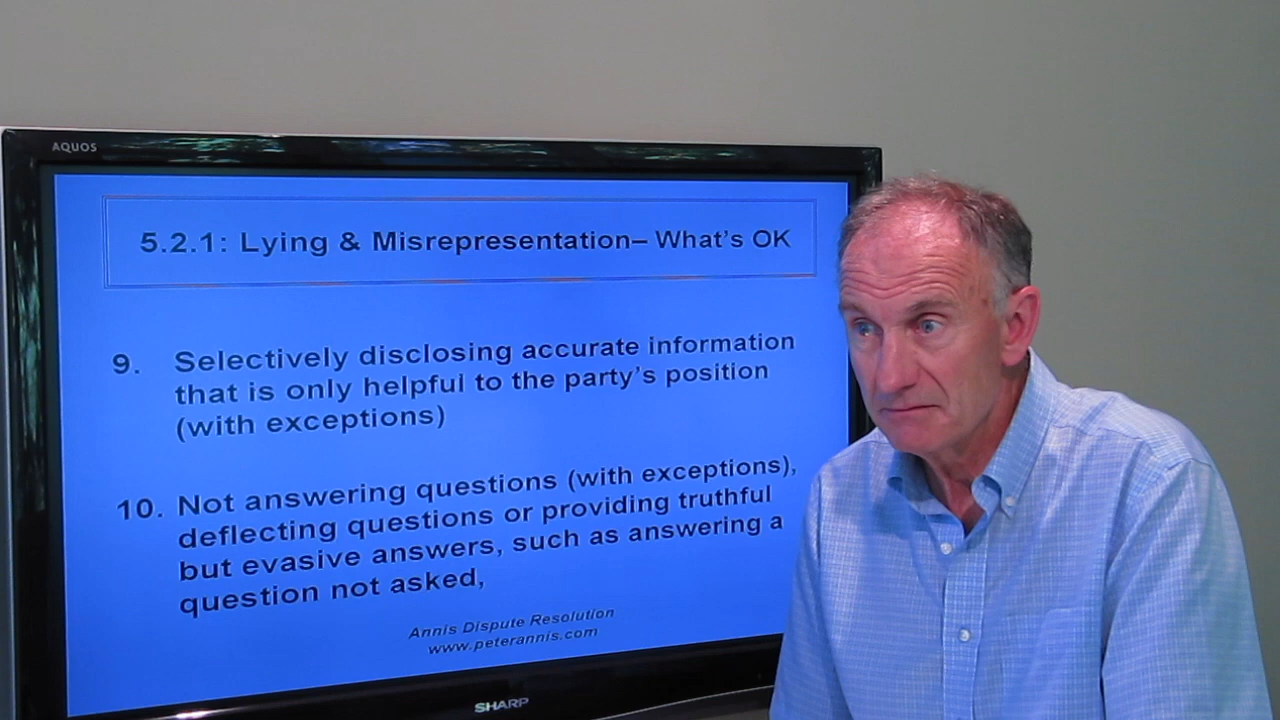 AQUOS
5.2.1: Lying & Misrepresentation– What's OK
9. Selectively disclosing accurate information
that is only helpful to the party's position
(with exceptions)
10. Not answering questions (with exceptions),
deflecting questions or providing truthful
but evasive answers, such as answering a
question not asked,
Annis Dispute Resolution
www.peterannis.com
SHARP